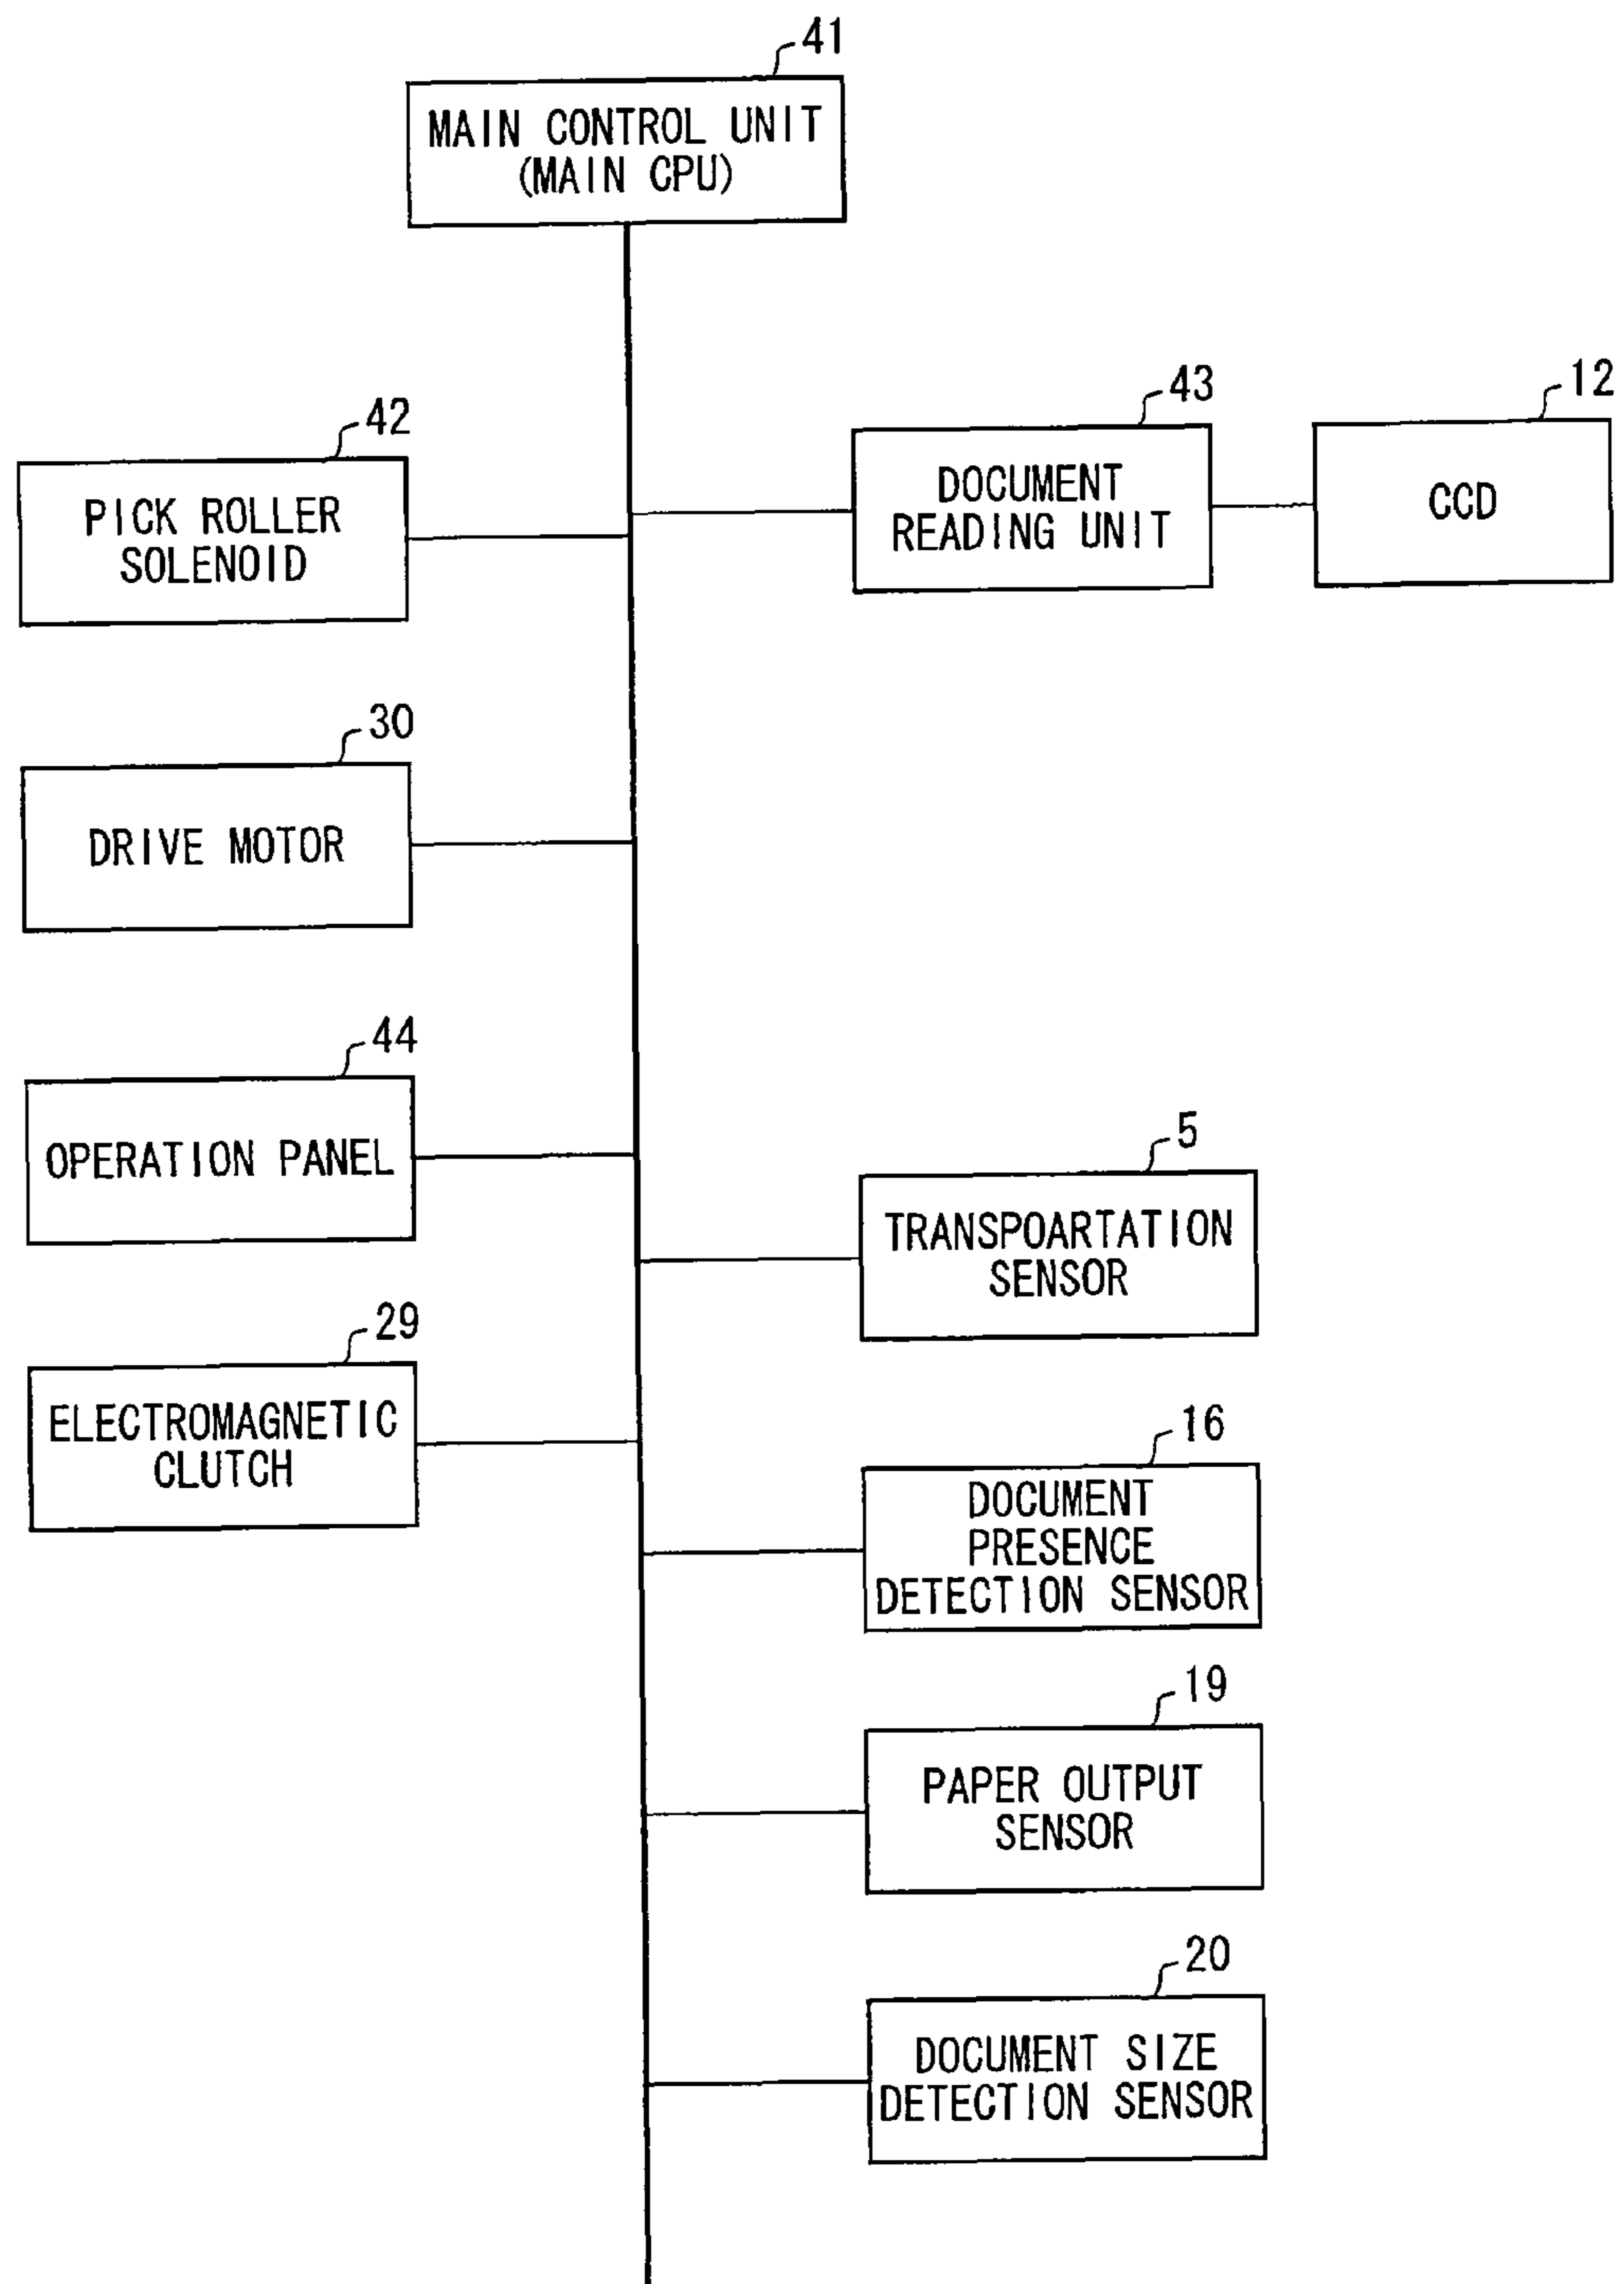 41
MAIN CONTROL UNIT
(MAIN CPU)
42
PICK ROLLER
SOLENOID
43
DOCUMENT
READING UNIT
12
CCD
30
DRIVE MOTOR
44
OPERATION PANEL
5
TRANSPOARTATION
SENSOR
29
ELECTROMAGNETIC
CLUTCH
16
DOCUMENT
PRESENCE
DETECTION SENSOR
19
PAPER OUTPUT
SENSOR
20
DOCUMENT SIZE
DETECTION SENSOR